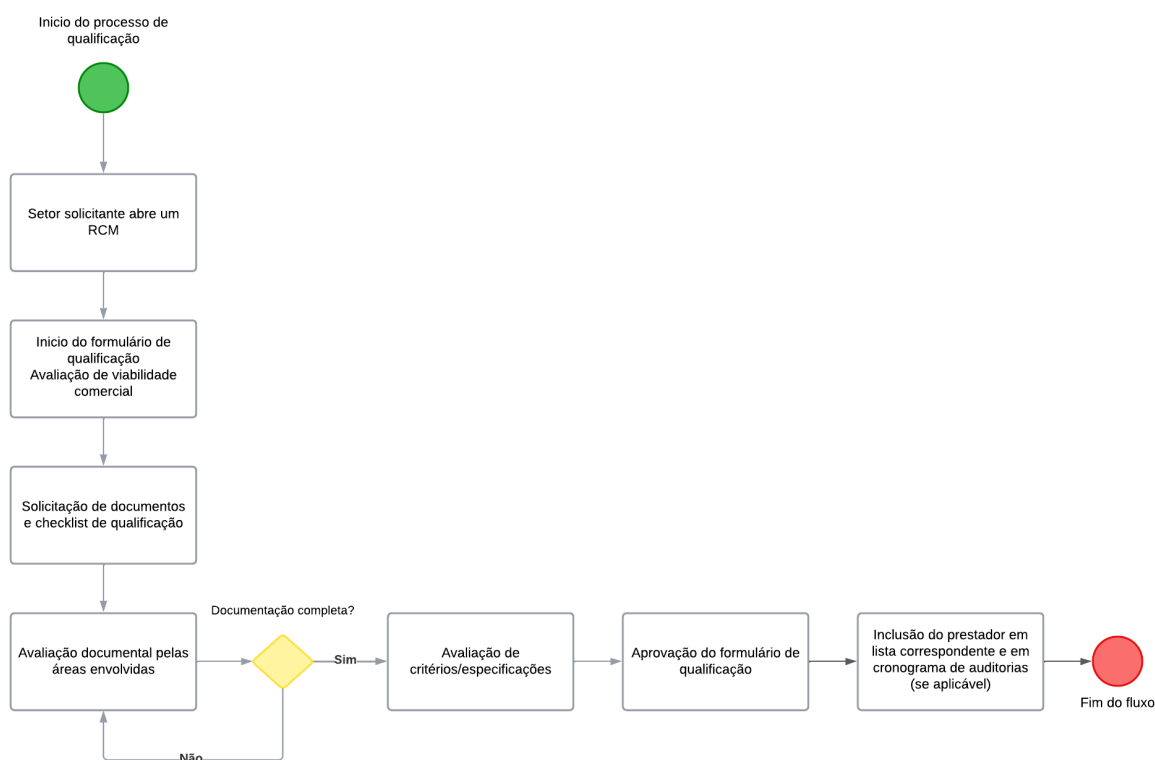 Inicio do processo de
qualificação
Setor solicitante abre um
RCM
Inicio do formulário de
qualificação
Avaliação de viabilidade
comercial
Solicitação de documentos
e checklist de qualificação
Avaliação documental pelas
áreas envolvidas
Documentação completa?
Sim
Não
Avaliação de
critérios/especificações
Aprovação do formulário de
qualificação
Inclusão do prestador em
lista correspondente e em
cronograma de auditorias
(se aplicável)
Fim do fluxo